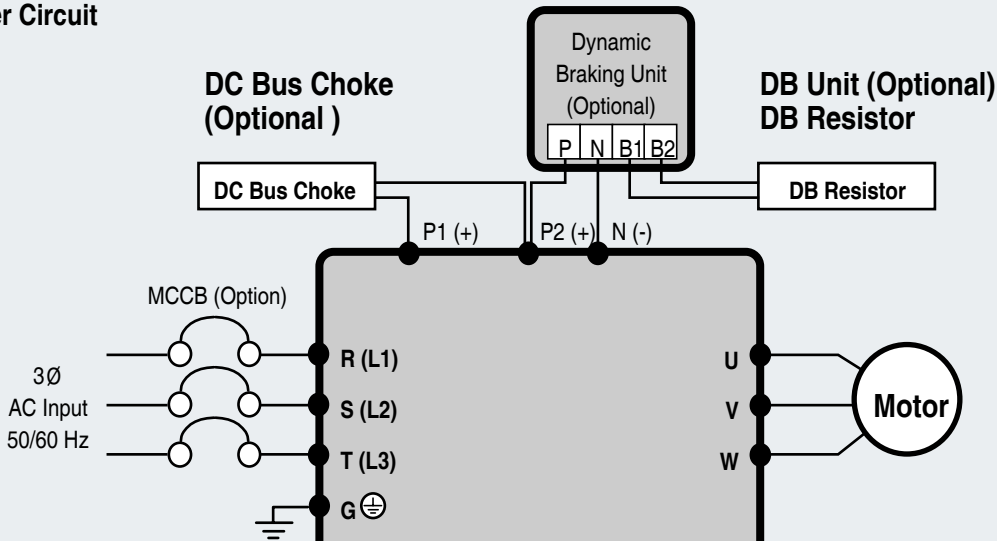 er Circuit
Dynamic
Braking Unit
(Optional)
P N B1 B2
DC Bus Choke
(Optional )
DB Unit (Optional)
DB Resistor
DC Bus Choke
DB Resistor
P1 (+)
P2 (+)
N (-)
MCCB (Option)
3Ø
AC Input
50/60 Hz
R (L1)
S (L2)
T (L3)
G
U
V
W
Motor